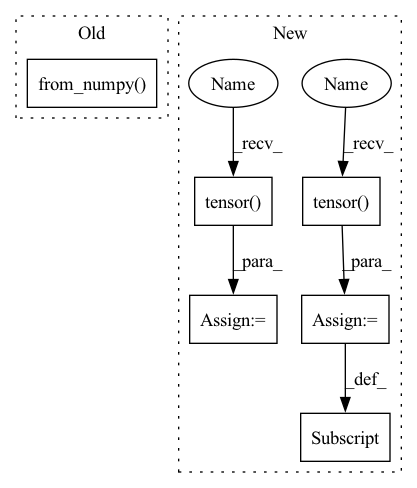 Old
New
from_numpy()
Name
Name
_recv_
_recv_
tensor()
tensor()
_para_
_para_
Assign:=
Assign:=
_def_
Subscript